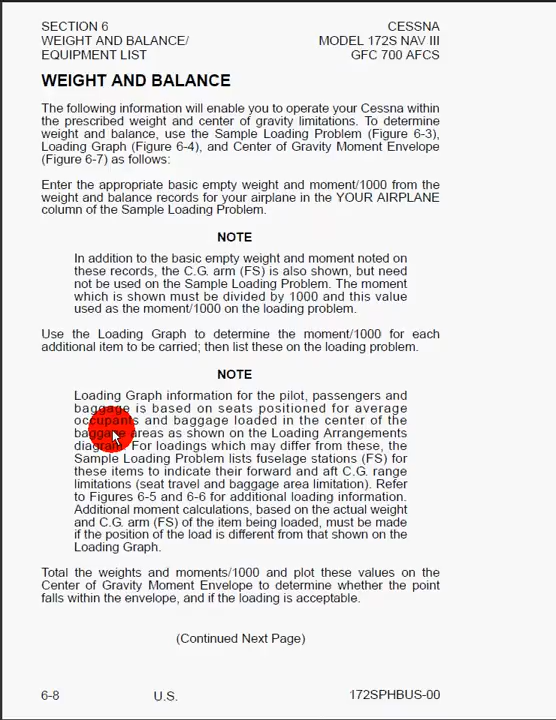 SECTION 6
WEIGHT AND BALANCE/
EQUIPMENT LIST
CESSNA
MODEL 172S NAV III
GFC 700 AFCS
WEIGHT AND BALANCE
The following information will enable you to operate your Cessna within
the prescribed weight and center of gravity limitations. To determine
weight and balance, use the Sample Loading Problem (Figure 6-3),
Loading Graph (Figure 6-4), and Center of Gravity Moment Envelope
(Figure 6-7) as follows:
Enter the appropriate basic empty weight and moment/1000 from the
weight and balance records for your airplane in the YOUR AIRPLANE
column of the Sample Loading Problem.
NOTE
In addition to the basic empty weight and moment noted on
these records, the C.G. arm (FS) is also shown, but need
not be used on the Sample Loading Problem. The moment
which is shown must be divided by 1000 and this value
used as the moment/1000 on the loading problem.
Use the Loading Graph to determine the moment/1000 for each
additional item to be carried; then list these on the loading problem.
NOTE
Loading Graph information for the pilot, passengers and
baggage is based on seats positioned for average
occupants and baggage loaded in the center of the
baggage areas as shown on the Loading Arrangements
diagram. For loadings which may differ from these, the
Sample Loading Problem lists fuselage stations (FS) for
these items to indicate their forward and aft C.G. range
limitations (seat travel and baggage area limitation). Refer
to Figures 6-5 and 6-6 for additional loading information.
Additional moment calculations, based on the actual weight
and C.G. arm (FS) of the item being loaded, must be made
if the position of the load is different from that shown on the
Loading Graph.
Total the weights and moments/1000 and plot these values on the
Center of Gravity Moment Envelope to determine whether the point
falls within the envelope, and if the loading is acceptable.
(Continued Next Page)
6-8
U.S.
172SPHBUS-00